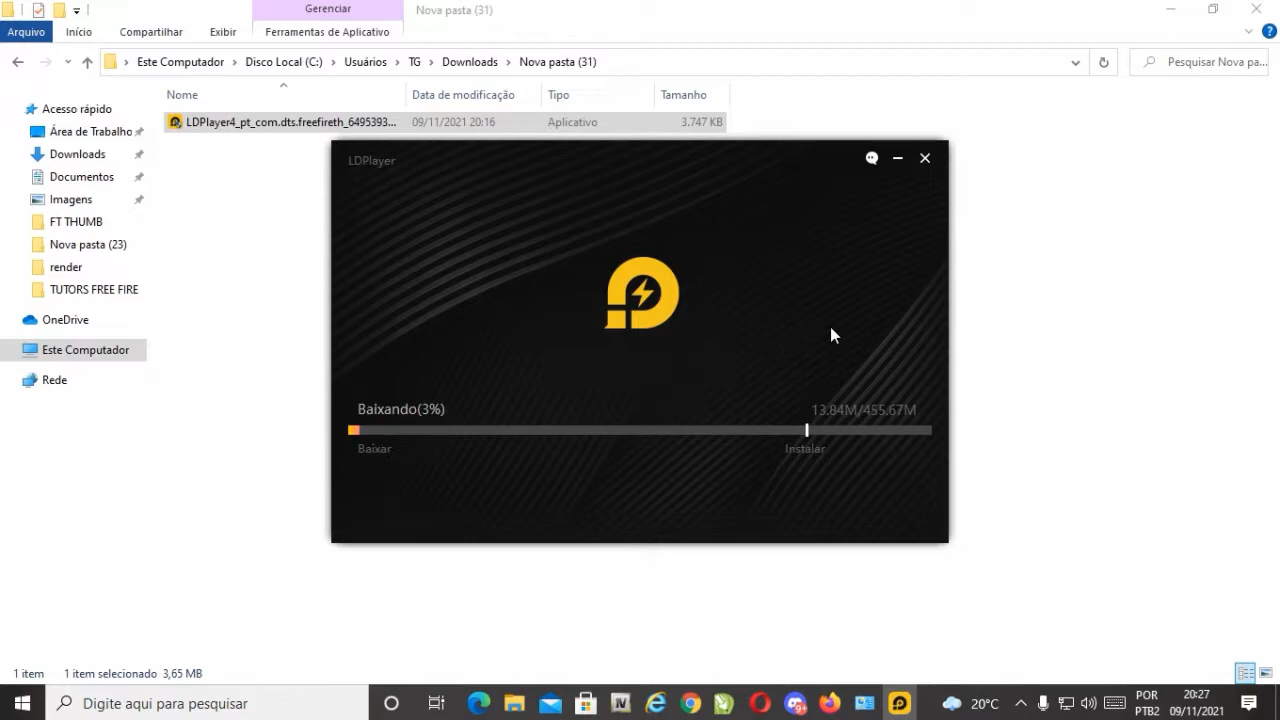 Gerenciar
Nova pasta (31)
Arquivo
Início
Compartilhar
Exibir
Ferramentas de Aplicativo
Este Computador
Disco Local (C:)
Usuários
TG
Downloads
Nova pasta (31)
Pesquisar Nova pa...
Nome
Data de modificação
Tipo
Tamanho
LDPlayer4_pt_com.dts.freefireth_6495393...
09/11/2021 20:16
Aplicativo
3.747 KB
Acesso rápido
Área de Trabalho
Downloads
Documentos
Imagens
FT THUMB
Nova pasta (23)
render
TUTORS FREE FIRE
OneDrive
Este Computador
Rede
LDPlayer
Baixando(3%)
13.84M/455.67M
Baixar
Instalar
1 item
1 item selecionado 3,65 MB
Digite aqui para pesquisar
20°C
POR
PTB2
20:27
09/11/2021